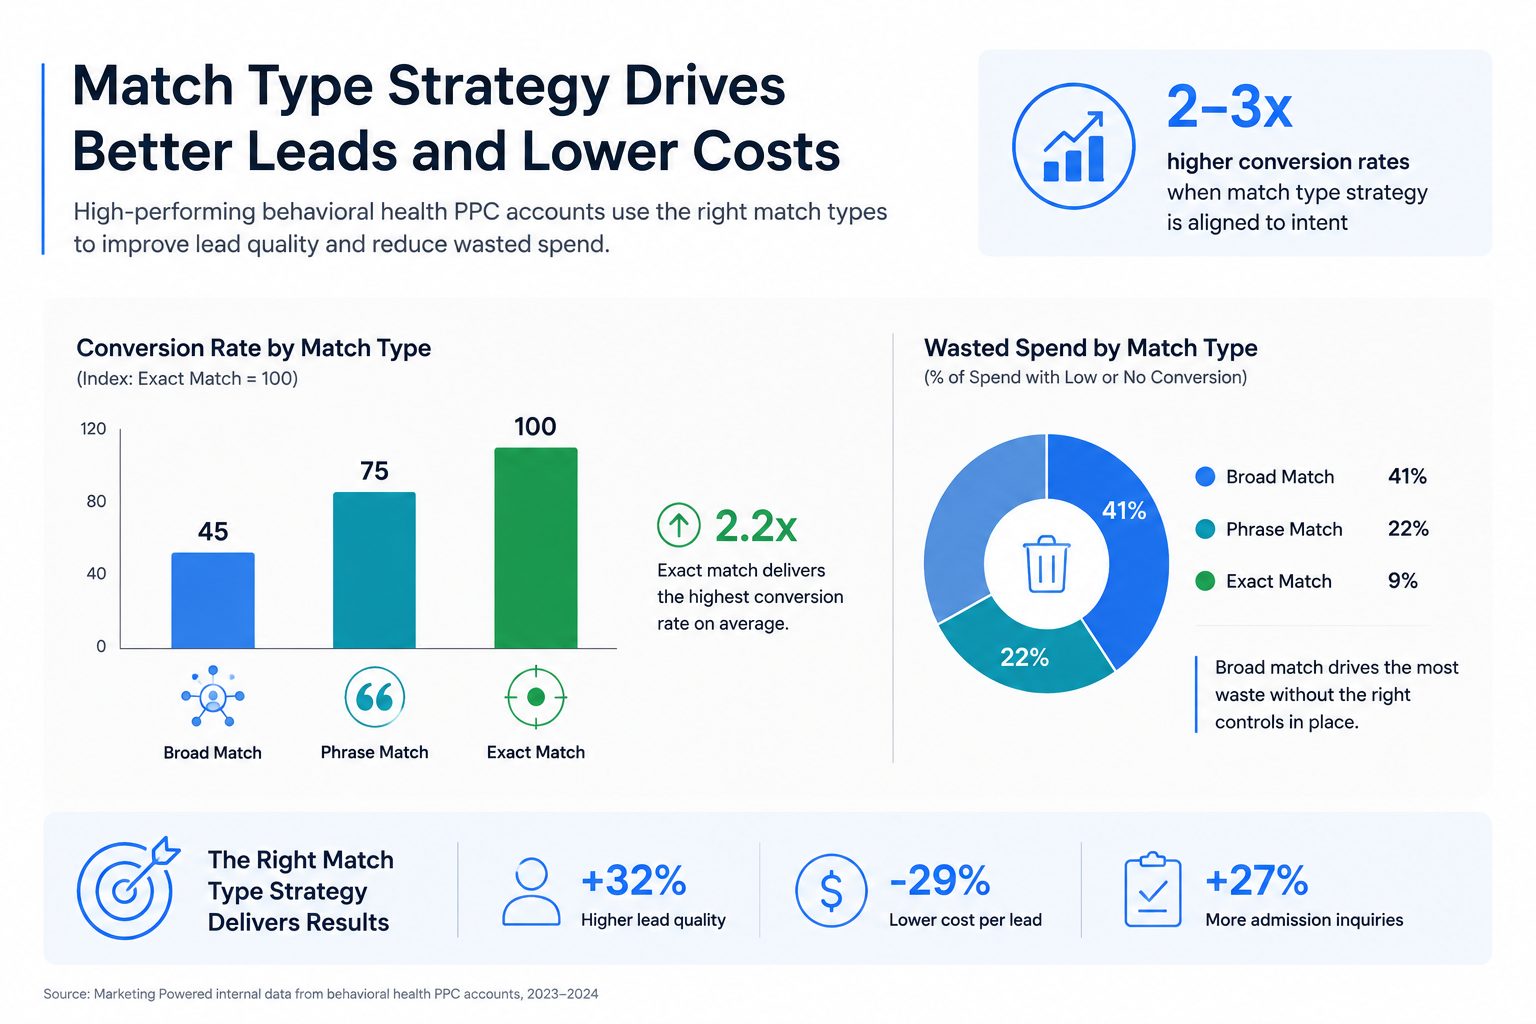 Match Type Strategy Drives
Better Leads and Lower Costs
High-performing behavioral health PPC accounts use the right match types
to improve lead quality and reduce wasted spend.
2–3x
higher conversion rates
when match type strategy
is aligned to intent
Conversion Rate by Match Type
(Index: Exact Match = 100)
120
80
40
0
45
75
100
Broad Match
Phrase Match
Exact Match
2.2x
Exact match delivers
the highest conversion
rate on average.
Wasted Spend by Match Type
(% of Spend with Low or No Conversion)
41%
22%
Broad Match 41%
Phrase Match 22%
Exact Match 9%
Broad match drives the most
waste without the right
controls in place.
The Right Match
Type Strategy
Delivers Results
+32%
Higher lead quality
-29%
Lower cost per lead
+27%
More admission inquiries
Source: Marketing Powered internal data from behavioral health PPC accounts, 2023–2024